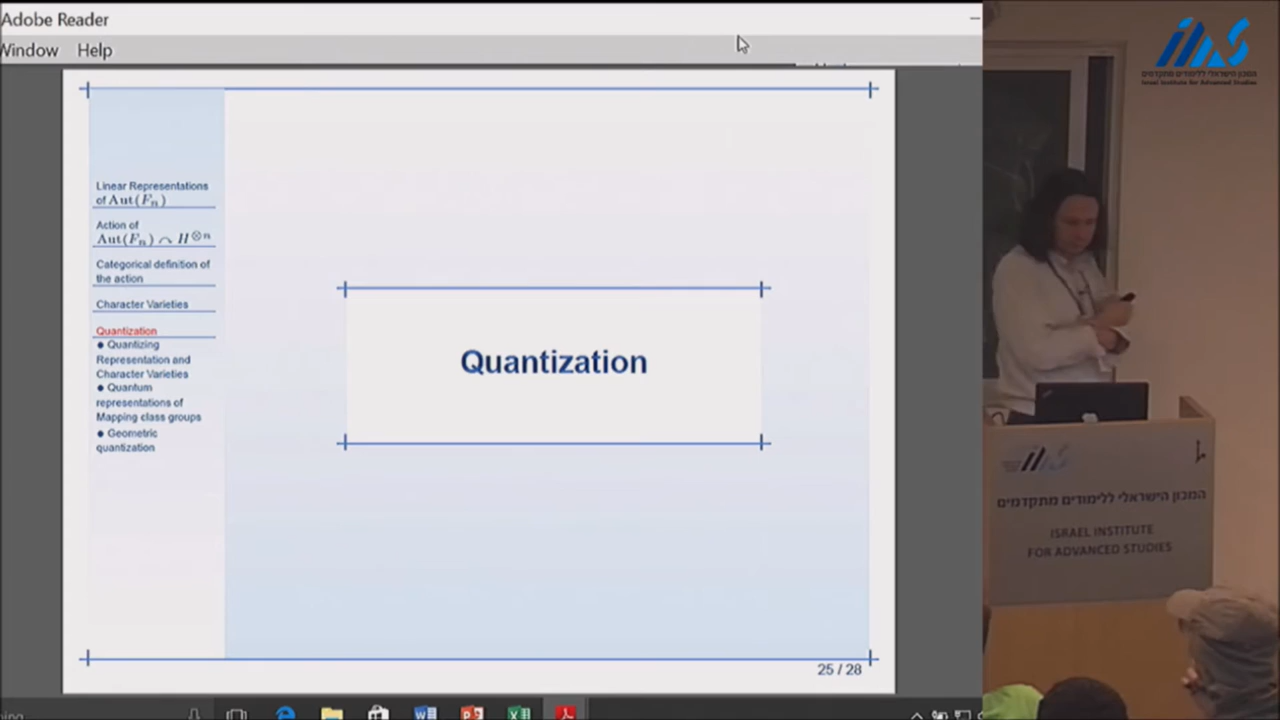 Adobe Reader
Window Help
Linear Representations
of Aut(Fn)
Action of
Aut(Fn) ↷ H⊗n
Categorical definition of
the action
Character Varieties
Quantization
● Quantizing
Representation and
Character Varieties
● Quantum
representations of
Mapping class groups
● Geometric
quantization
Quantization
25 / 28
המכון הישראלי ללימודים מתקדמים
Israel Institute for Advanced Studies
המכון הישראלי ללימודים מתקדמים
ISRAEL INSTITUTE
FOR ADVANCED STUDIES